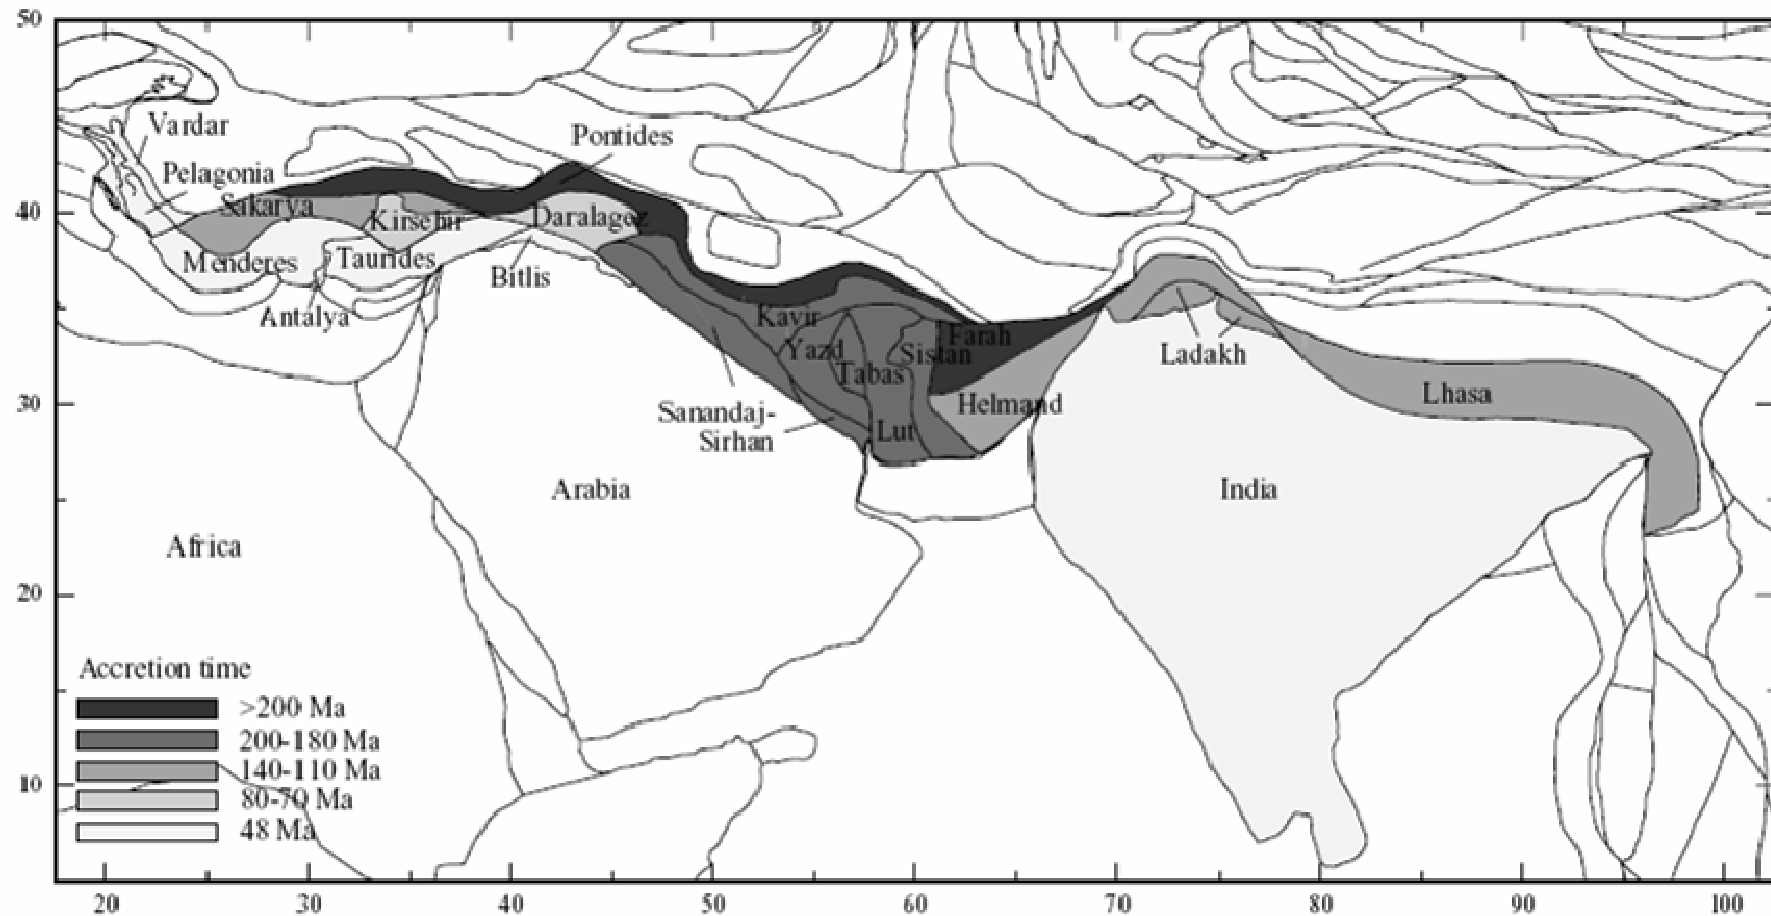 50
Vardar
Pontides
Pelagonia
Sakarya
40
Kirsehir
Daralagoz
Menderes
Taurides
Bitlis
Antalya
Kavir
Farah
Yazd
Sistan
Ladakh
Tabas
Lhasa
30
Helmand
Sanandaj-
Sirhan
Lut
Arabia
India
Africa
20
Accretion time
>200 Ma
200-180 Ma
140-110 Ma
10
80-70 Ma
48 Ma
20 30 40 50 60 70 80 90 100